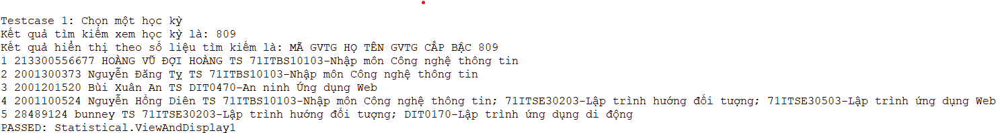 Testcase 1: Chọn một học kỳ
Kết quả tìm kiếm xem học kỳ là: 809
Kết quả hiển thị theo số liệu tìm kiếm là: MÃ GVTG HỌ TÊN GVTG CẤP BẬC 809
1 213300556677 HOÀNG VŨ ĐỢI HOÀNG TS 71ITBS10103-Nhập môn Công nghệ thông tin
2 2001300373 Nguyễn Đăng Tỵ TS 71ITBS10103-Nhập môn Công nghệ thông tin
3 2001201520 Bùi Xuân An TS DIT0470-An ninh Ứng dụng Web
4 2001100524 Nguyễn Hồng Diên TS 71ITBS10103-Nhập môn Công nghệ thông tin; 71ITSE30203-Lập trình hướng đối tượng; 71ITSE30503-Lập trình ứng dụng Web
5 28489124 bunney TS 71ITSE30203-Lập trình hướng đối tượng; DIT0170-Lập trình ứng dụng di động
PASSED: Statistical.ViewAndDisplay1